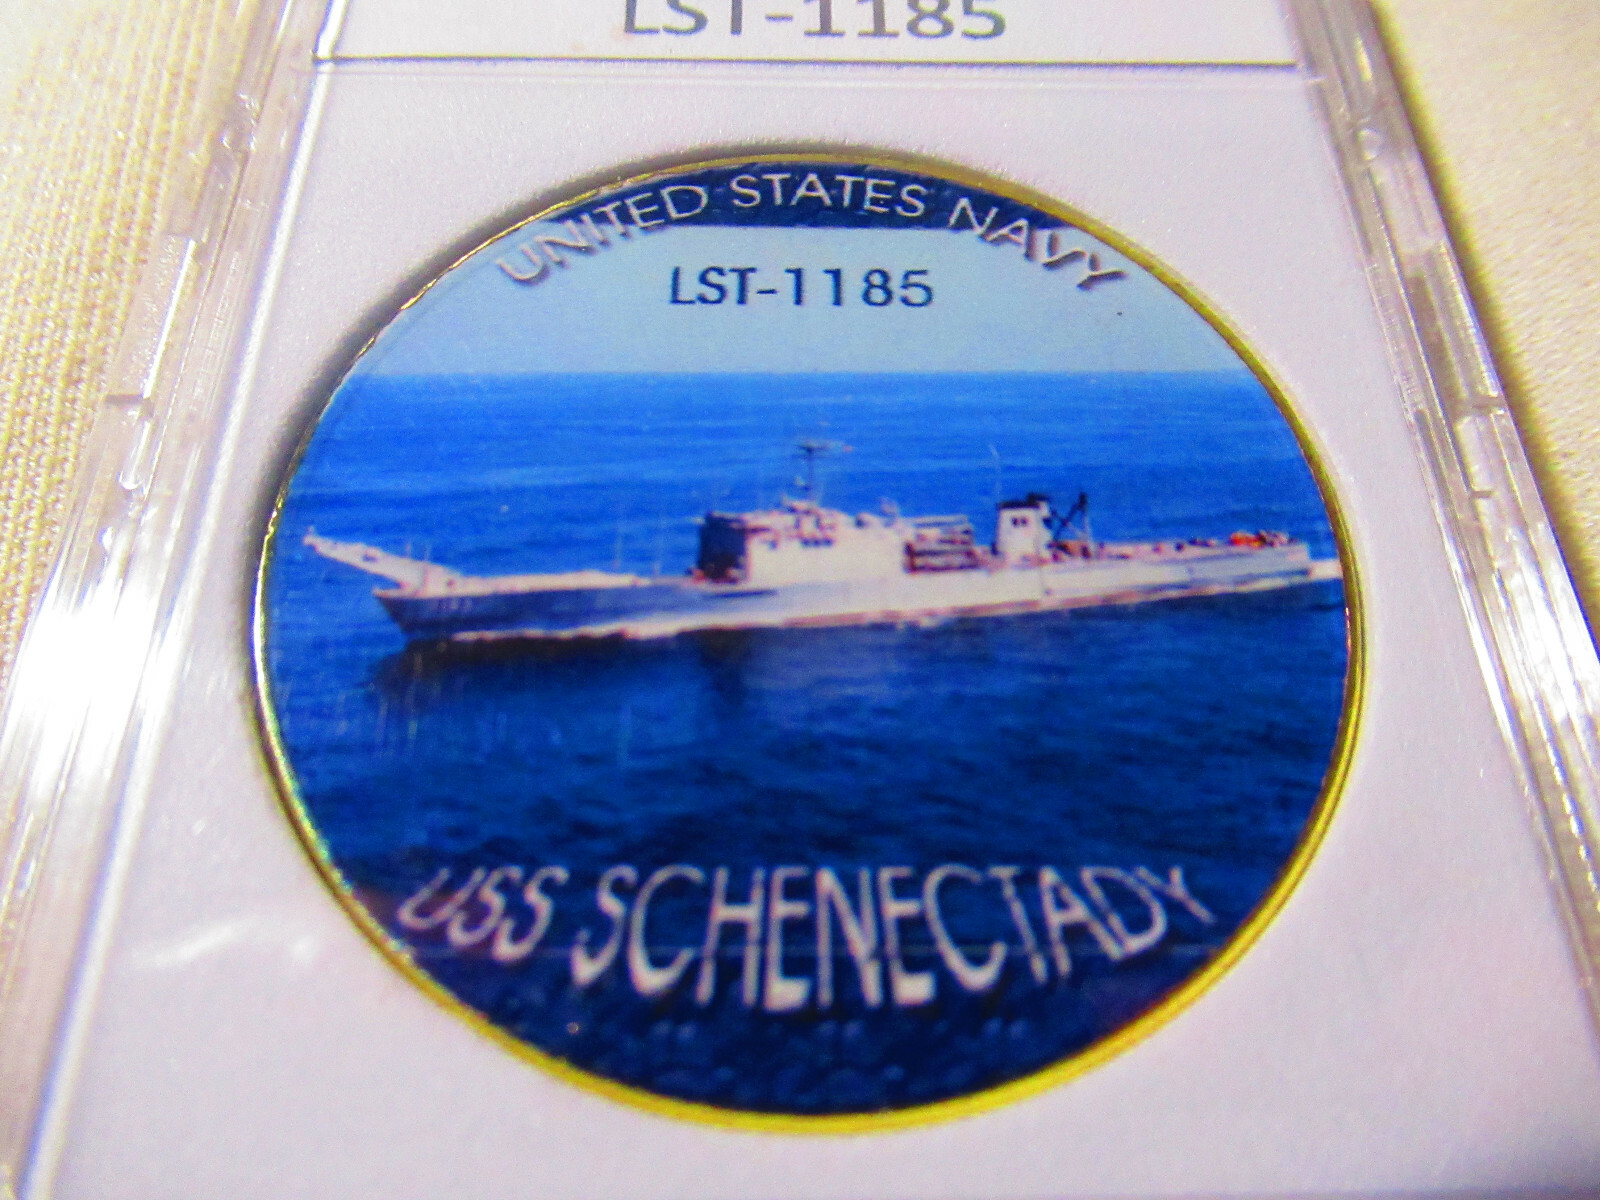 LST-1185
UNITED STATES NAVY
LST-1185
USS SCHENECTADY